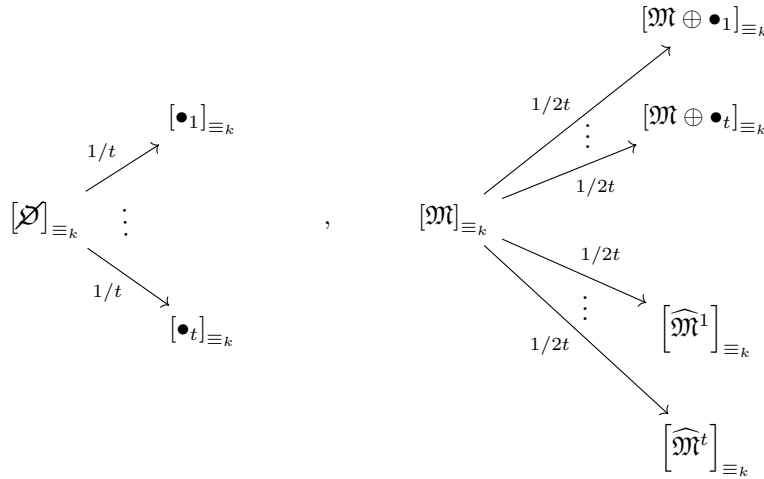 [𝔐 ⊕ •₁]≡ₖ
1/2t
[•₁]≡ₖ
⋮
[𝔐 ⊕ •ₜ]≡ₖ
1/t
1/2t
[∅]≡ₖ
⋮
,
[𝔐]≡ₖ
1/2t
1/t
⋮
[•ₜ]≡ₖ
1/2t
[𝔐̂¹]≡ₖ
[𝔐̂ᵗ]≡ₖ